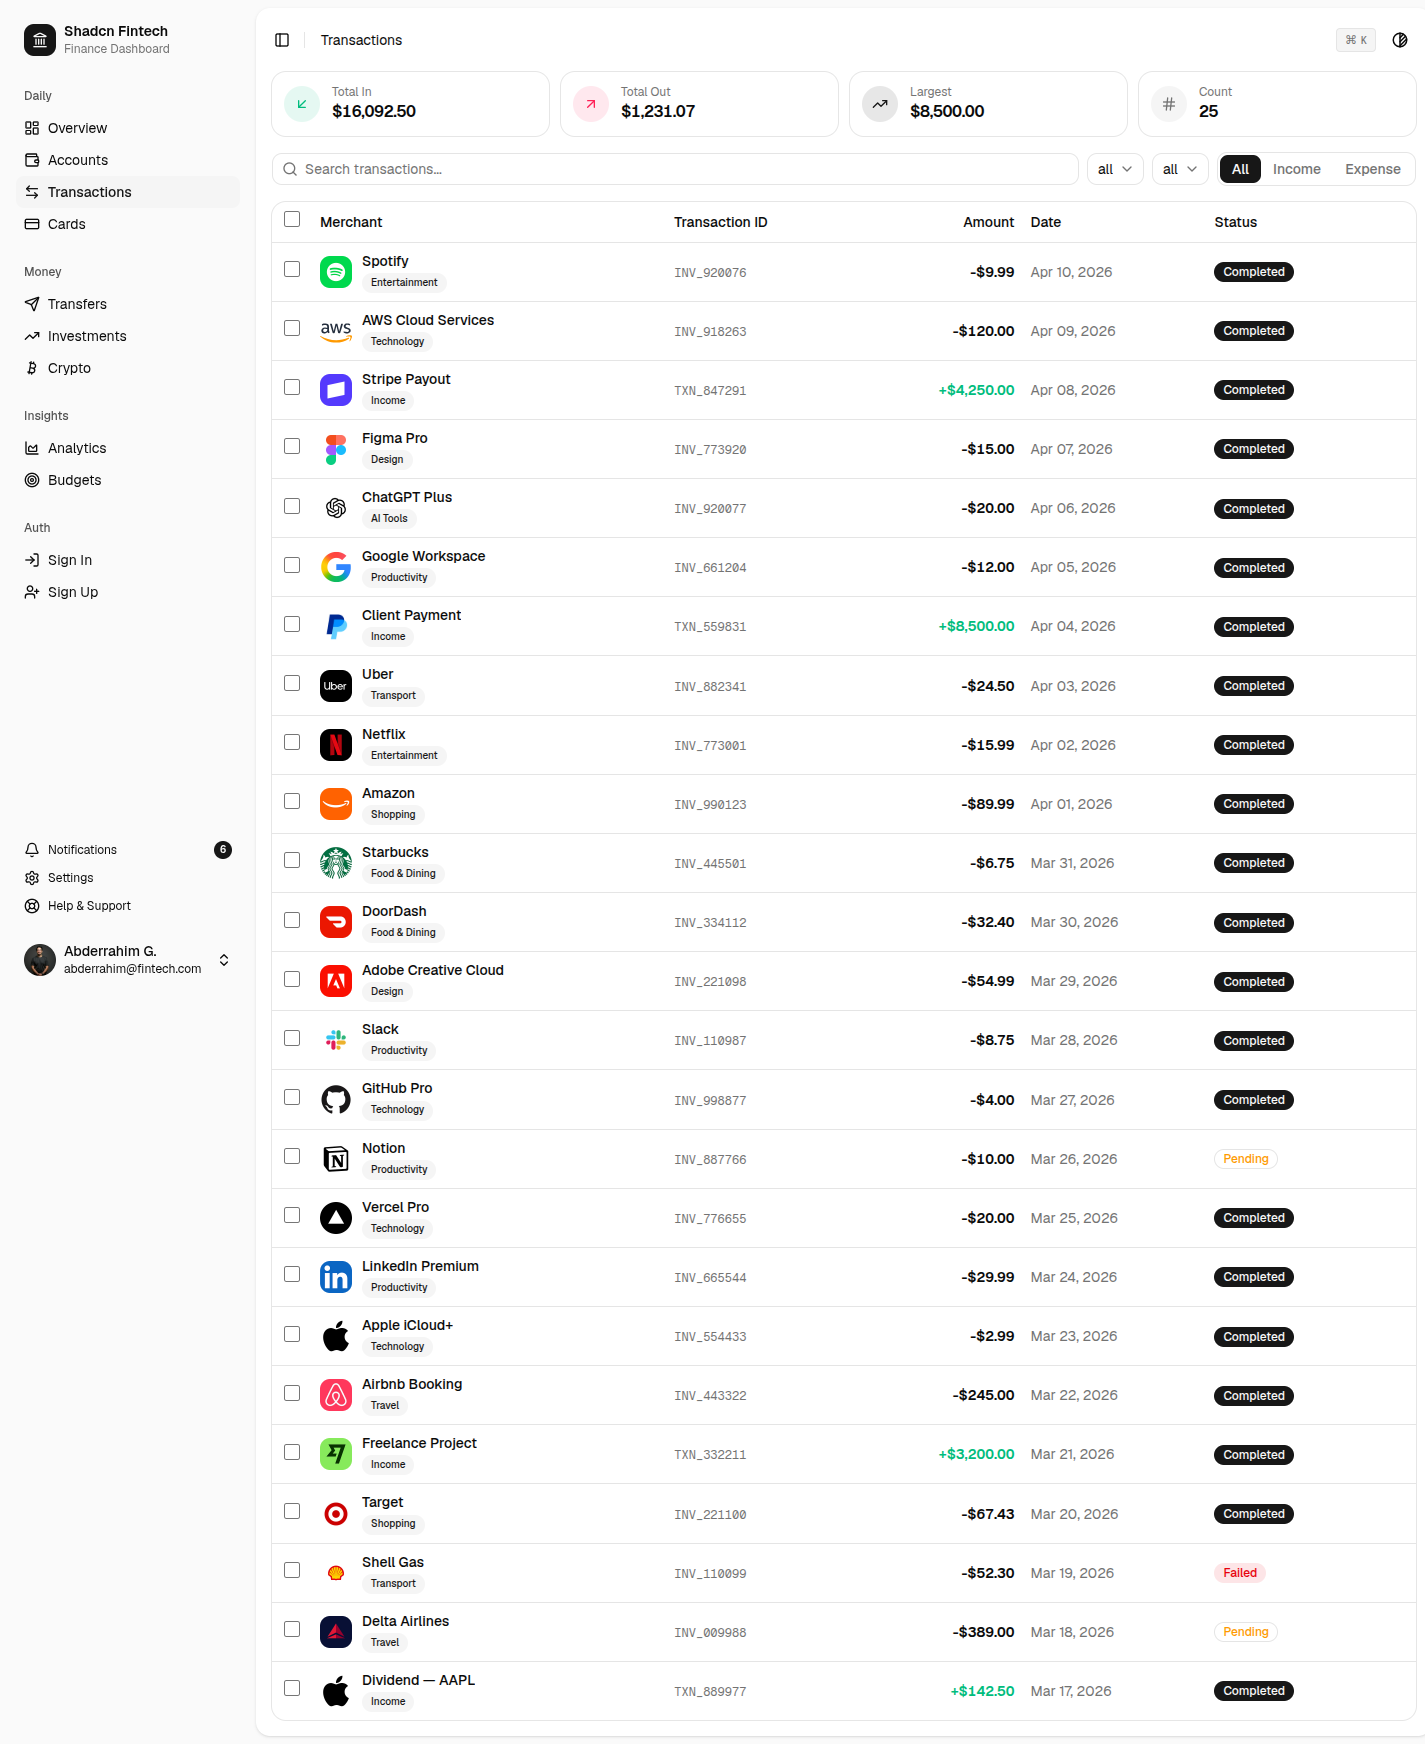 Shadcn Fintech
Finance Dashboard
Daily
Overview
Accounts
Transactions
Cards
Money
Transfers
Investments
Crypto
Insights
Analytics
Budgets
Auth
Sign In
Sign Up
Notifications 6
Settings
Help & Support
Abderrahim G.
abderrahim@fintech.com
Transactions ⌘ K
Total In
$16,092.50
Total Out
$1,231.07
Largest
$8,500.00
Count
25
Search transactions... all all All Income Expense
Merchant Transaction ID Amount Date Status
Spotify
Entertainment
INV_920076 -$9.99 Apr 10, 2026 Completed
aws
AWS Cloud Services
Technology
INV_918263 -$120.00 Apr 09, 2026 Completed
Stripe Payout
Income
TXN_847291 +$4,250.00 Apr 08, 2026 Completed
Figma Pro
Design
INV_773920 -$15.00 Apr 07, 2026 Completed
ChatGPT Plus
AI Tools
INV_920077 -$20.00 Apr 06, 2026 Completed
Google Workspace
Productivity
INV_661204 -$12.00 Apr 05, 2026 Completed
Client Payment
Income
TXN_559831 +$8,500.00 Apr 04, 2026 Completed
Uber
Uber
Transport
INV_882341 -$24.50 Apr 03, 2026 Completed
Netflix
Entertainment
INV_773001 -$15.99 Apr 02, 2026 Completed
Amazon
Shopping
INV_990123 -$89.99 Apr 01, 2026 Completed
Starbucks
Food & Dining
INV_445501 -$6.75 Mar 31, 2026 Completed
DoorDash
Food & Dining
INV_334112 -$32.40 Mar 30, 2026 Completed
Adobe Creative Cloud
Design
INV_221098 -$54.99 Mar 29, 2026 Completed
Slack
Productivity
INV_110987 -$8.75 Mar 28, 2026 Completed
GitHub Pro
Technology
INV_998877 -$4.00 Mar 27, 2026 Completed
Notion
Productivity
INV_887766 -$10.00 Mar 26, 2026 Pending
Vercel Pro
Technology
INV_776655 -$20.00 Mar 25, 2026 Completed
in
LinkedIn Premium
Productivity
INV_665544 -$29.99 Mar 24, 2026 Completed
Apple iCloud+
Technology
INV_554433 -$2.99 Mar 23, 2026 Completed
Airbnb Booking
Travel
INV_443322 -$245.00 Mar 22, 2026 Completed
Freelance Project
Income
TXN_332211 +$3,200.00 Mar 21, 2026 Completed
Target
Shopping
INV_221100 -$67.43 Mar 20, 2026 Completed
Shell Gas
Transport
INV_110099 -$52.30 Mar 19, 2026 Failed
Delta Airlines
Travel
INV_009988 -$389.00 Mar 18, 2026 Pending
Dividend — AAPL
Income
TXN_889977 +$142.50 Mar 17, 2026 Completed